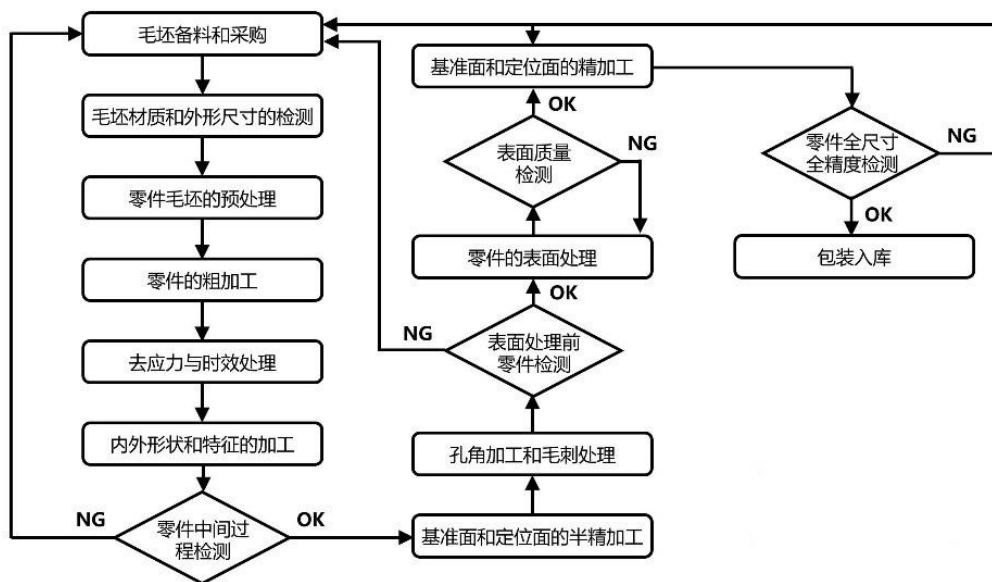 毛坯备料和采购
毛坯材质和外形尺寸的检测
零件毛坯的预处理
零件的粗加工
去应力与时效处理
内外形状和特征的加工
NG
零件中间过
程检测
OK
基准面和定位面的精加工
OK
表面质量
检测
NG
零件的表面处理
OK
NG
表面处理前
零件检测
孔角加工和毛刺处理
基准面和定位面的半精加工
零件全尺寸
全精度检测
NG
OK
包装入库